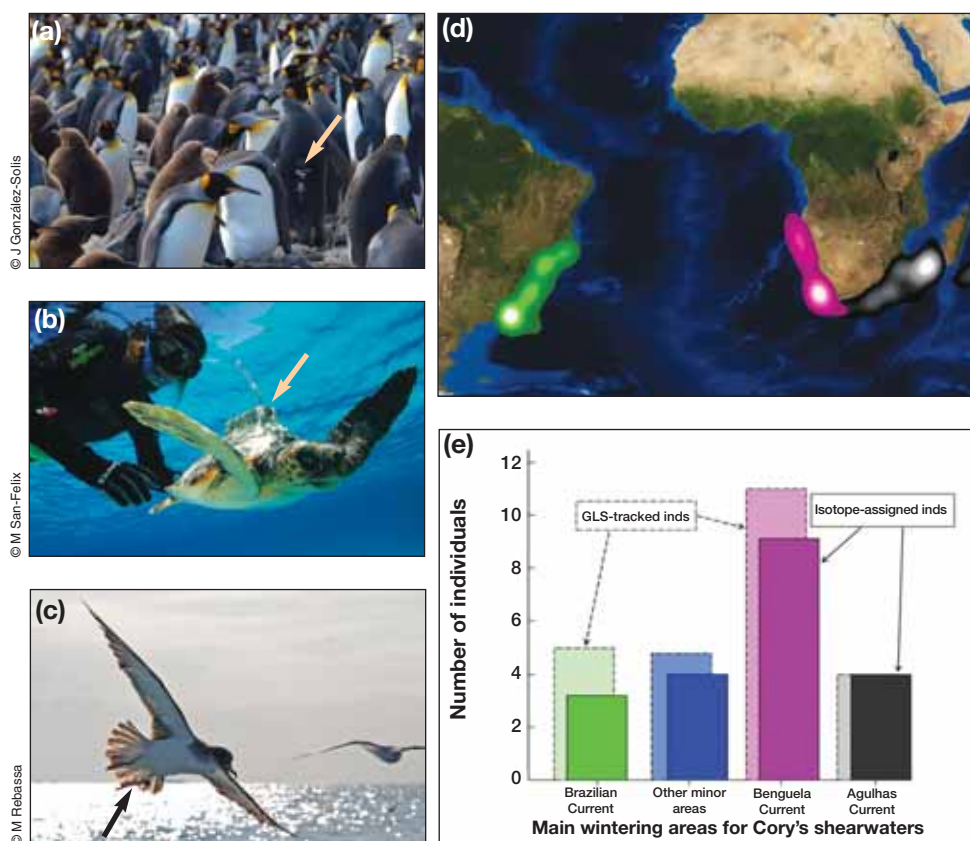 (a)
© J González-Solis
(b)
© M San-Felix
(c)
© M Rebassa
(d)
(e)
Number of individuals
12
10
8
6
4
2
0
GLS-tracked inds
Isotope-assigned inds
Brazilian
Current
Other minor
areas
Benguela
Current
Agulhas
Current
Main wintering areas for Cory's shearwaters